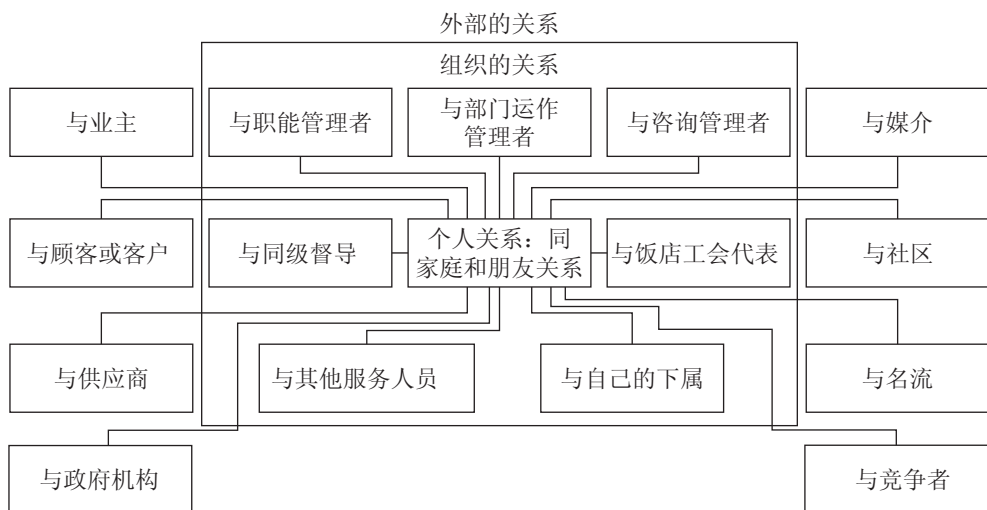 外部的关系
组织的关系
与业主
与职能管理者
与部门运作
管理者
与咨询管理者
与媒介
与顾客或客户
与同级督导
个人关系：同
家庭和朋友关系
与饭店工会代表
与社区
与供应商
与其他服务人员
与自己的下属
与名流
与政府机构
与竞争者